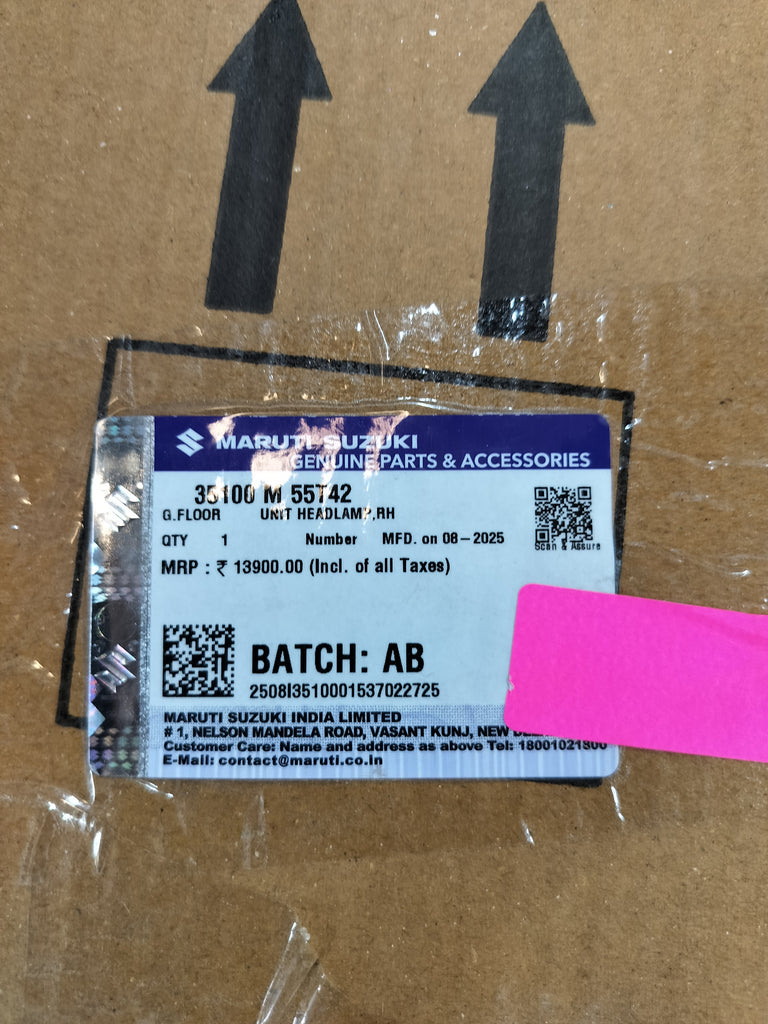 MARUTI SUZUKI
GENUINE PARTS & ACCESSORIES
35100 M 55T42
G.FLOOR UNIT HEADLAMP,RH
QTY 1 Number MFD. on 08-2025
Scan & Assure
MRP : ₹ 13900.00 (Incl. of all Taxes)
BATCH: AB
2508I3510001537022725
MARUTI SUZUKI INDIA LIMITED
# 1, NELSON MANDELA ROAD, VASANT KUNJ, NEW
Customer Care: Name and address as above Tel: 18001021800
E-Mail: contact@maruti.co.in